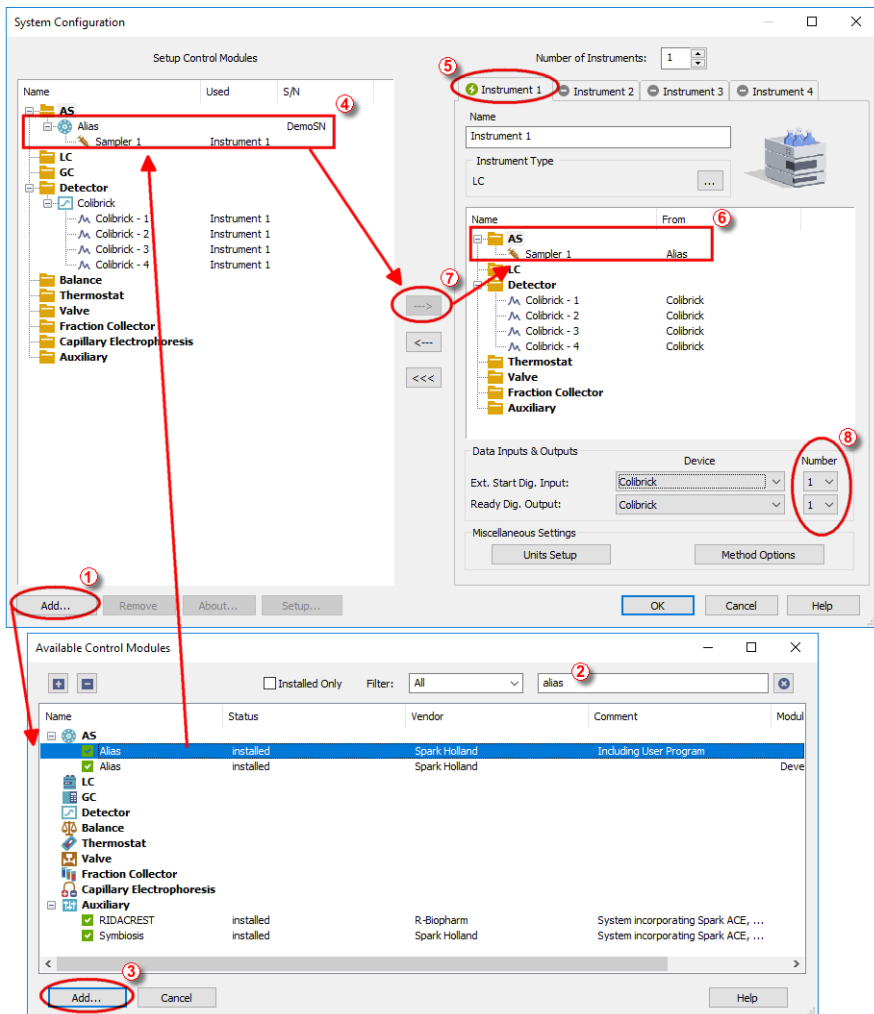 System Configuration
Setup Control Modules
Number of Instruments: 1
Name Used S/N
④
AS
Alias DemoSN
Sampler 1 Instrument 1
LC
GC
Detector
Colibrick
Colibrick - 1 Instrument 1
Colibrick - 2 Instrument 1
Colibrick - 3 Instrument 1
Colibrick - 4 Instrument 1
Balance
Thermostat
Valve
Fraction Collector
Capillary Electrophoresis
Auxiliary
⑦
--->
<---
<<<
⑤
Instrument 1 Instrument 2 Instrument 3 Instrument 4
Name
Instrument 1
Instrument Type
LC ...
Name From ⑥
AS
Sampler 1 Alias
LC
Detector
Colibrick - 1 Colibrick
Colibrick - 2 Colibrick
Colibrick - 3 Colibrick
Colibrick - 4 Colibrick
Thermostat
Valve
Fraction Collector
Auxiliary
Data Inputs & Outputs
⑧
Device Number
Ext. Start Dig. Input: Colibrick 1
Ready Dig. Output: Colibrick 1
Miscellaneous Settings
Units Setup Method Options
①
Add... Remove About... Setup... OK Cancel Help
Available Control Modules
Installed Only Filter: All alias ②
Name Status Vendor Comment Modul
AS
Alias installed Spark Holland Including User Program
Alias installed Spark Holland Deve
LC
GC
Detector
Balance
Thermostat
Valve
Fraction Collector
Capillary Electrophoresis
Auxiliary
RIDACREST installed R-Biopharm System incorporating Spark ACE, ...
Symbiosis installed Spark Holland System incorporating Spark ACE, ...
③
Add... Cancel Help